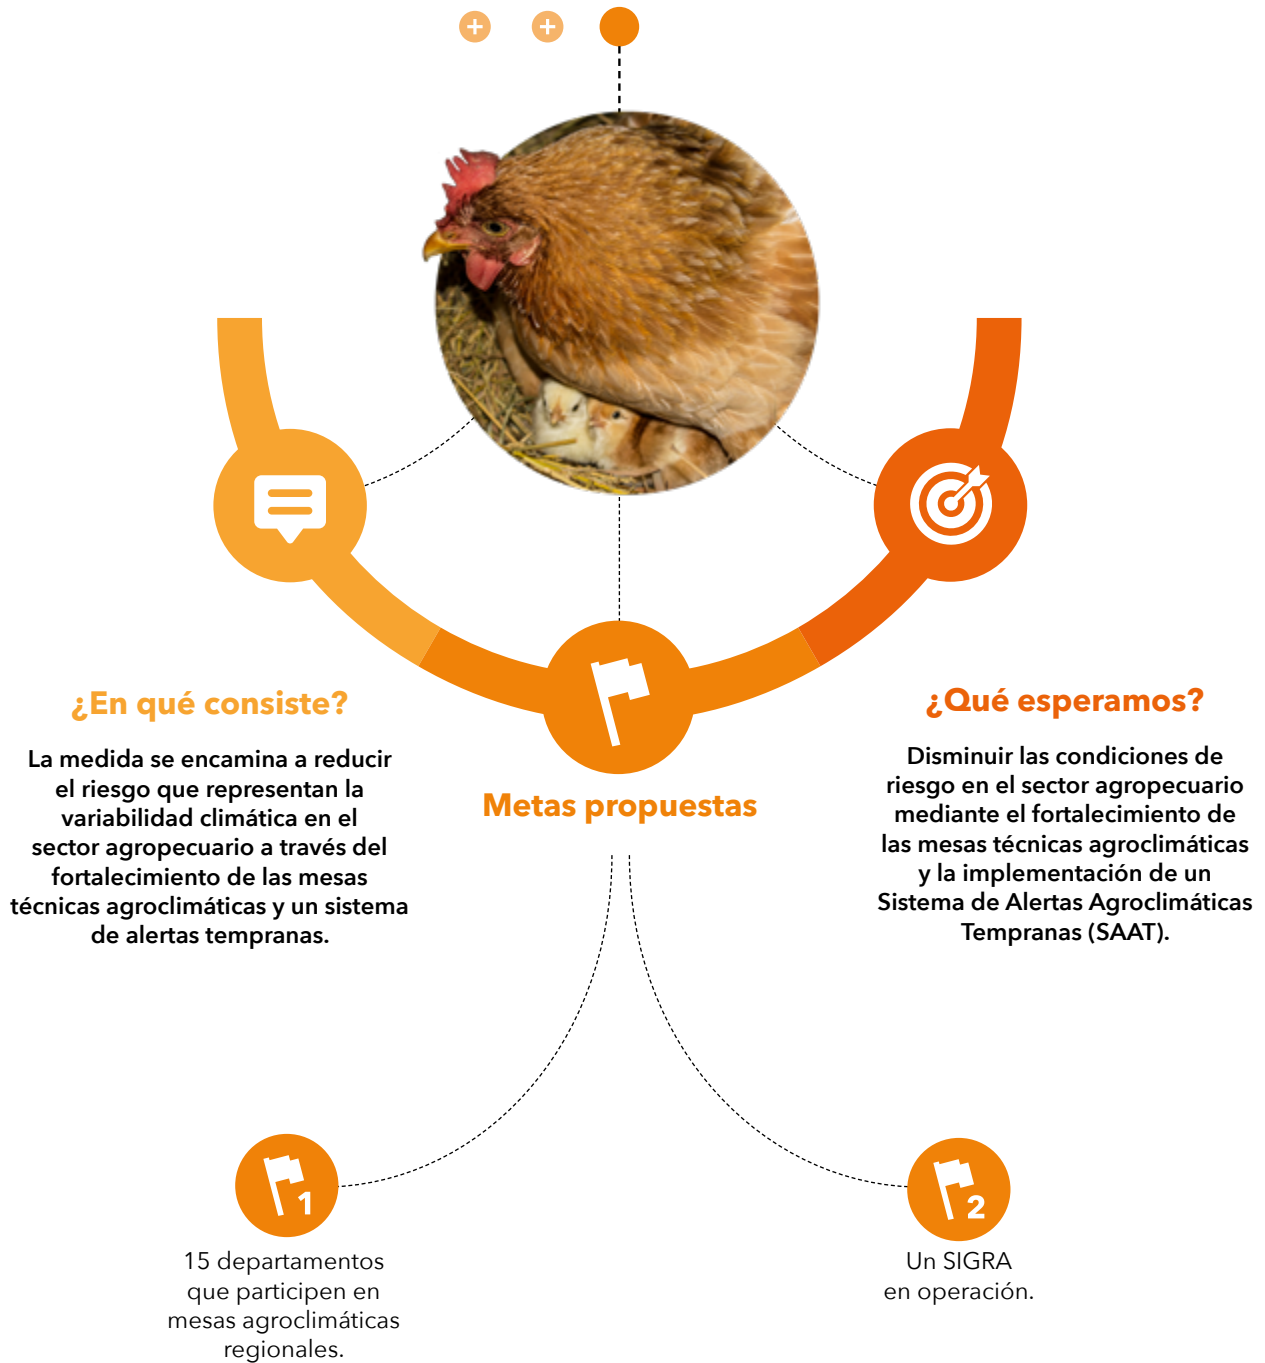 ¿En qué consiste?
La medida se encamina a reducir
el riesgo que representan la
variabilidad climática en el
sector agropecuario a través del
fortalecimiento de las mesas
técnicas agroclimáticas y un sistema
de alertas tempranas.
Metas propuestas
¿Qué esperamos?
Disminuir las condiciones de
riesgo en el sector agropecuario
mediante el fortalecimiento de
las mesas técnicas agroclimáticas
y la implementación de un
Sistema de Alertas Agroclimáticas
Tempranas (SAAT).
1
15 departamentos
que participen en
mesas agroclimáticas
regionales.
2
Un SIGRA
en operación.